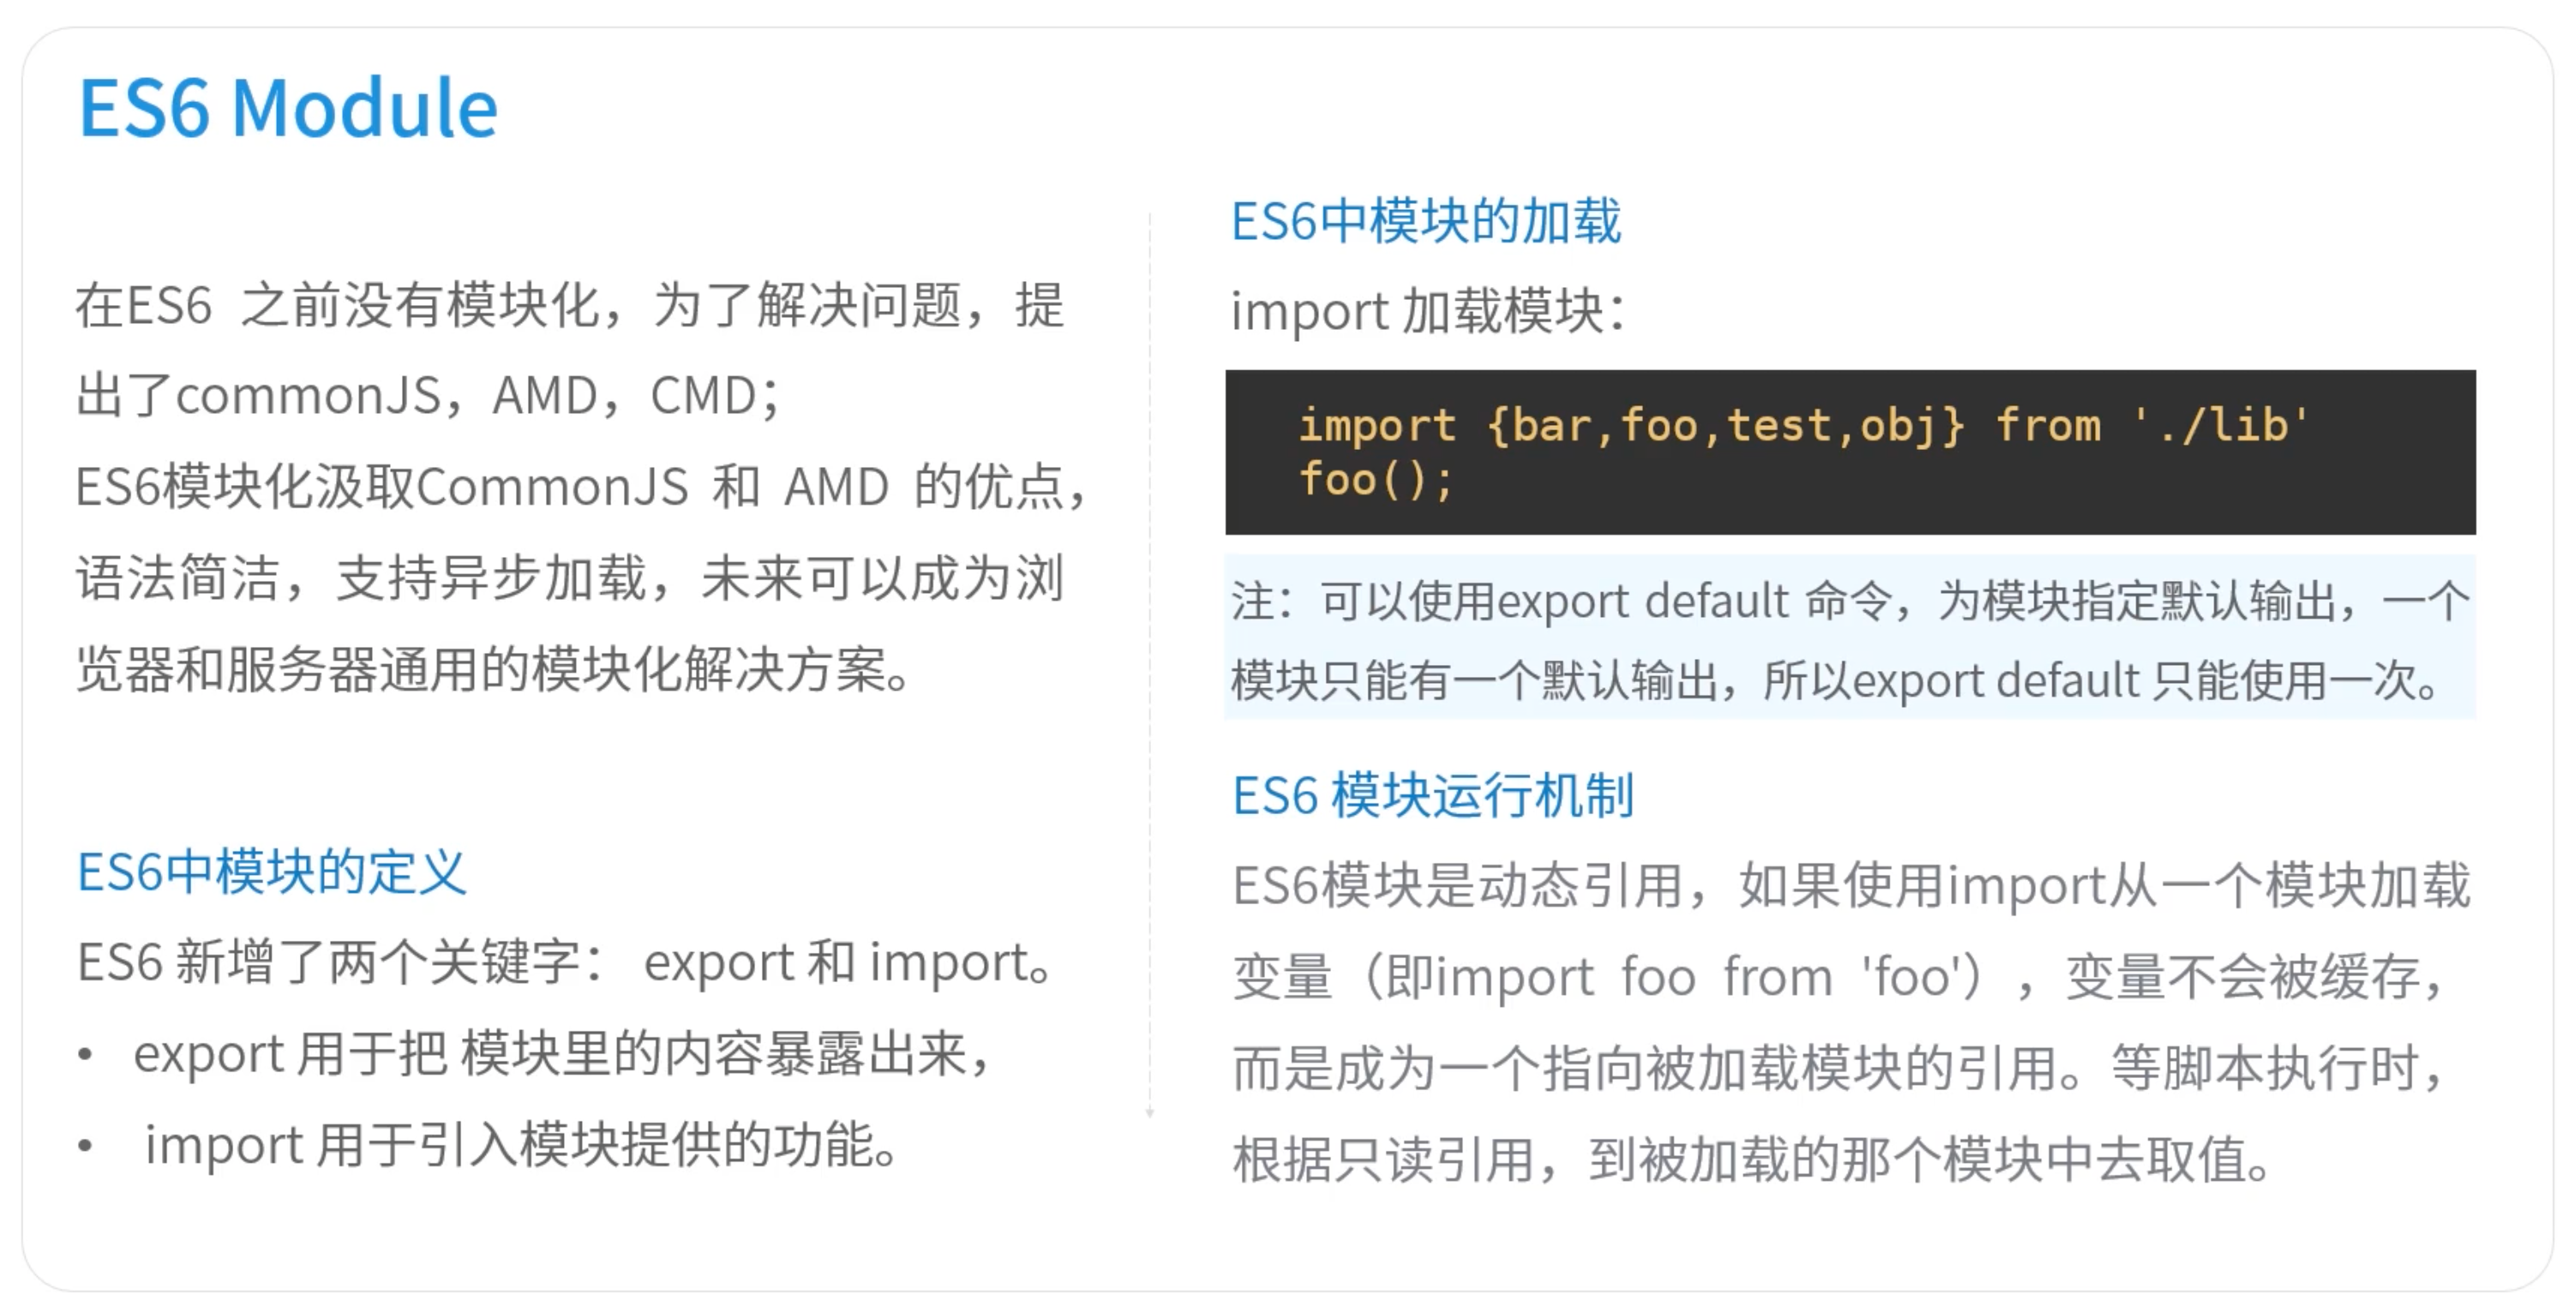 ES6 Module
在ES6 之前没有模块化，为了解决问题，提
出了commonJS，AMD，CMD；
ES6模块化汲取CommonJS 和 AMD 的优点，
语法简洁，支持异步加载，未来可以成为浏
览器和服务器通用的模块化解决方案。
ES6中模块的定义
ES6 新增了两个关键字： export 和 import。
• export 用于把 模块里的内容暴露出来，
• import 用于引入模块提供的功能。
ES6中模块的加载
import 加载模块：
import {bar,foo,test,obj} from './lib'
foo();
注：可以使用export default 命令，为模块指定默认输出，一个
模块只能有一个默认输出，所以export default 只能使用一次。
ES6 模块运行机制
ES6模块是动态引用，如果使用import从一个模块加载
变量（即import foo from 'foo'），变量不会被缓存，
而是成为一个指向被加载模块的引用。等脚本执行时，
根据只读引用，到被加载的那个模块中去取值。